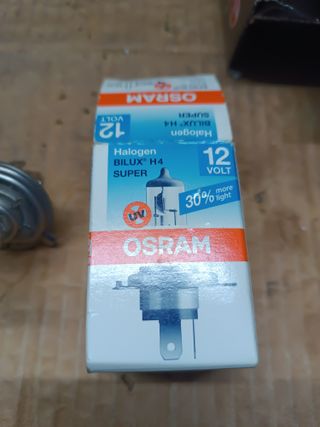 OSRAM
Halogen
BILUX® H4
SUPER
12
VOLT
Halogen
BILUX® H4
SUPER
12
VOLT
30% more
light
UV
OSRAM